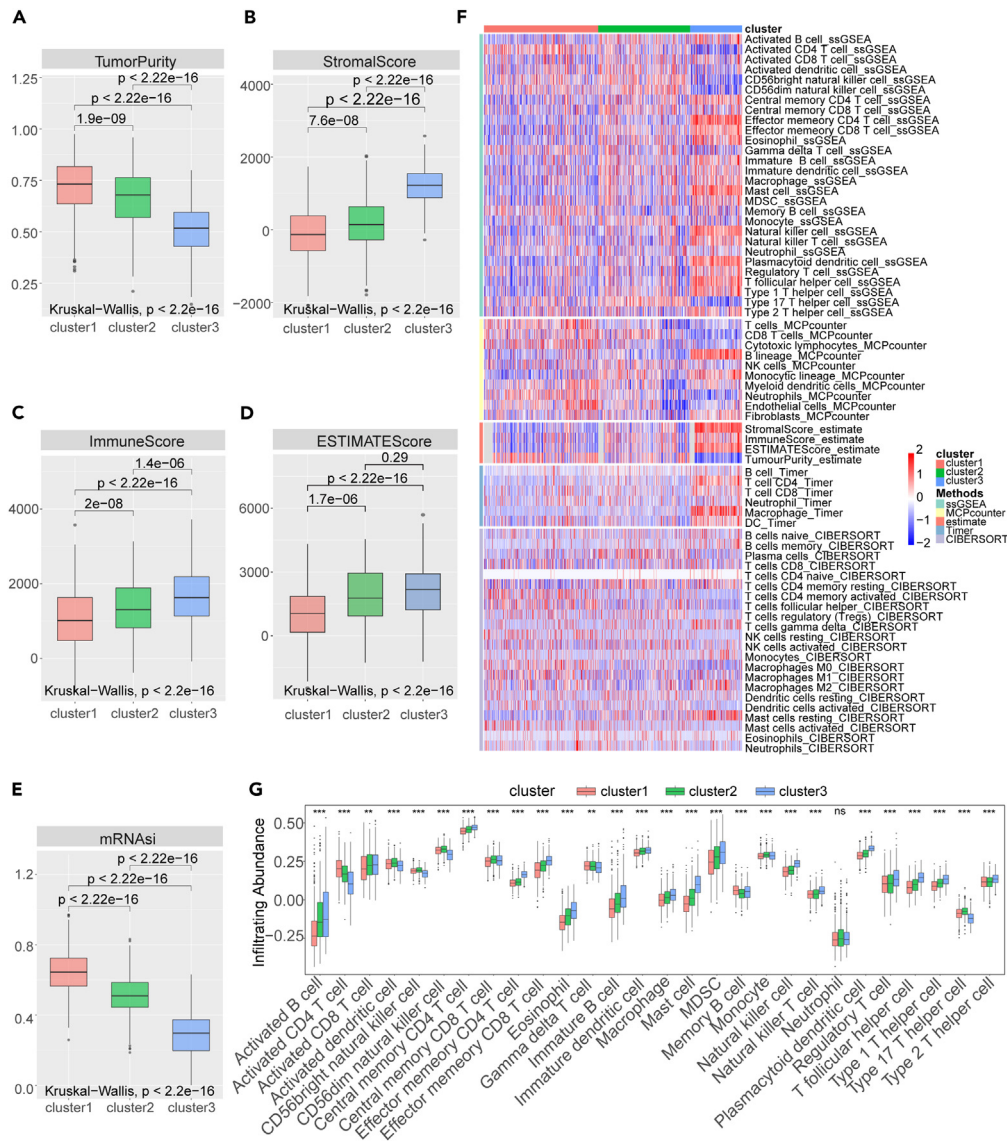 A
TumorPurity
p < 2.22e−16
p < 2.22e−16
1.9e−09
1.25
1.00
0.75
0.50
0.25
Kruskal−Wallis, p < 2.2e−16
cluster1 cluster2 cluster3
B
StromalScore
p < 2.22e−16
p < 2.22e−16
7.6e−08
4000
2000
0
−2000
Kruskal−Wallis, p < 2.2e−16
cluster1 cluster2 cluster3
C
ImmuneScore
1.4e−06
p < 2.22e−16
2e−08
4000
2000
0
Kruskal−Wallis, p < 2.2e−16
cluster1 cluster2 cluster3
D
ESTIMATEScore
0.29
p < 2.22e−16
1.7e−06
6000
3000
0
Kruskal−Wallis, p < 2.2e−16
cluster1 cluster2 cluster3
E
mRNAsi
p < 2.22e−16
p < 2.22e−16
p < 2.22e−16
1.2
0.8
0.4
0.0
Kruskal−Wallis, p < 2.2e−16
cluster1 cluster2 cluster3
F
cluster
Activated B cell_ssGSEA
Activated CD4 T cell_ssGSEA
Activated CD8 T cell_ssGSEA
Activated dendritic cell_ssGSEA
CD56bright natural killer cell_ssGSEA
CD56dim natural killer cell_ssGSEA
Central memory CD4 T cell_ssGSEA
Central memory CD8 T cell_ssGSEA
Effector memeory CD4 T cell_ssGSEA
Effector memeory CD8 T cell_ssGSEA
Eosinophil_ssGSEA
Gamma delta T cell_ssGSEA
Immature B cell_ssGSEA
Immature dendritic cell_ssGSEA
Macrophage_ssGSEA
Mast cell_ssGSEA
MDSC_ssGSEA
Memory B cell_ssGSEA
Monocyte_ssGSEA
Natural killer cell_ssGSEA
Natural killer T cell_ssGSEA
Neutrophil_ssGSEA
Plasmacytoid dendritic cell_ssGSEA
Regulatory T cell_ssGSEA
T follicular helper cell_ssGSEA
Type 1 T helper cell_ssGSEA
Type 17 T helper cell_ssGSEA
Type 2 T helper cell_ssGSEA
T cells_MCPcounter
CD8 T cells_MCPcounter
Cytotoxic lymphocytes_MCPcounter
B lineage_MCPcounter
NK cells_MCPcounter
Monocytic lineage_MCPcounter
Myeloid dendritic cells_MCPcounter
Neutrophils_MCPcounter
Endothelial cells_MCPcounter
Fibroblasts_MCPcounter
StromalScore_estimate
ImmuneScore_estimate
ESTIMATEScore_estimate
TumourPurity_estimate
B cell_Timer
T cell CD4_Timer
T cell CD8_Timer
Neutrophil_Timer
Macrophage_Timer
DC_Timer
B cells naive_CIBERSORT
B cells memory_CIBERSORT
Plasma cells_CIBERSORT
T cells CD8_CIBERSORT
T cells CD4 naive_CIBERSORT
T cells CD4 memory resting_CIBERSORT
T cells CD4 memory activated_CIBERSORT
T cells follicular helper_CIBERSORT
T cells regulatory (Tregs)_CIBERSORT
T cells gamma delta_CIBERSORT
NK cells resting_CIBERSORT
NK cells activated_CIBERSORT
Monocytes_CIBERSORT
Macrophages M0_CIBERSORT
Macrophages M1_CIBERSORT
Macrophages M2_CIBERSORT
Dendritic cells resting_CIBERSORT
Dendritic cells activated_CIBERSORT
Mast cells resting_CIBERSORT
Mast cells activated_CIBERSORT
Eosinophils_CIBERSORT
Neutrophils_CIBERSORT
2
1
0
−1
−2
cluster
cluster1
cluster2
cluster3
Methods
ssGSEA
MCPcounter
estimate
Timer
CIBERSORT
G
cluster cluster1 cluster2 cluster3
*** *** ** *** *** *** *** *** *** *** *** ** *** *** *** *** *** *** *** *** *** ns *** *** *** *** *** ***
Infiltrating Abundance
0.50
0.25
0.00
−0.25
Activated B cell
Activated CD4 T cell
Activated CD8 T cell
Activated dendritic cell
CD56bright natural killer cell
CD56dim natural killer cell
Central memory CD4 T cell
Central memory CD8 T cell
Effector memeory CD4 T cell
Effector memeory CD8 T cell
Eosinophil
Gamma delta T cell
Immature B cell
Immature dendritic cell
Macrophage
Mast cell
MDSC
Memory B cell
Monocyte
Natural killer cell
Natural killer T cell
Neutrophil
Plasmacytoid dendritic cell
Regulatory T cell
T follicular helper cell
Type 1 T helper cell
Type 17 T helper cell
Type 2 T helper cell